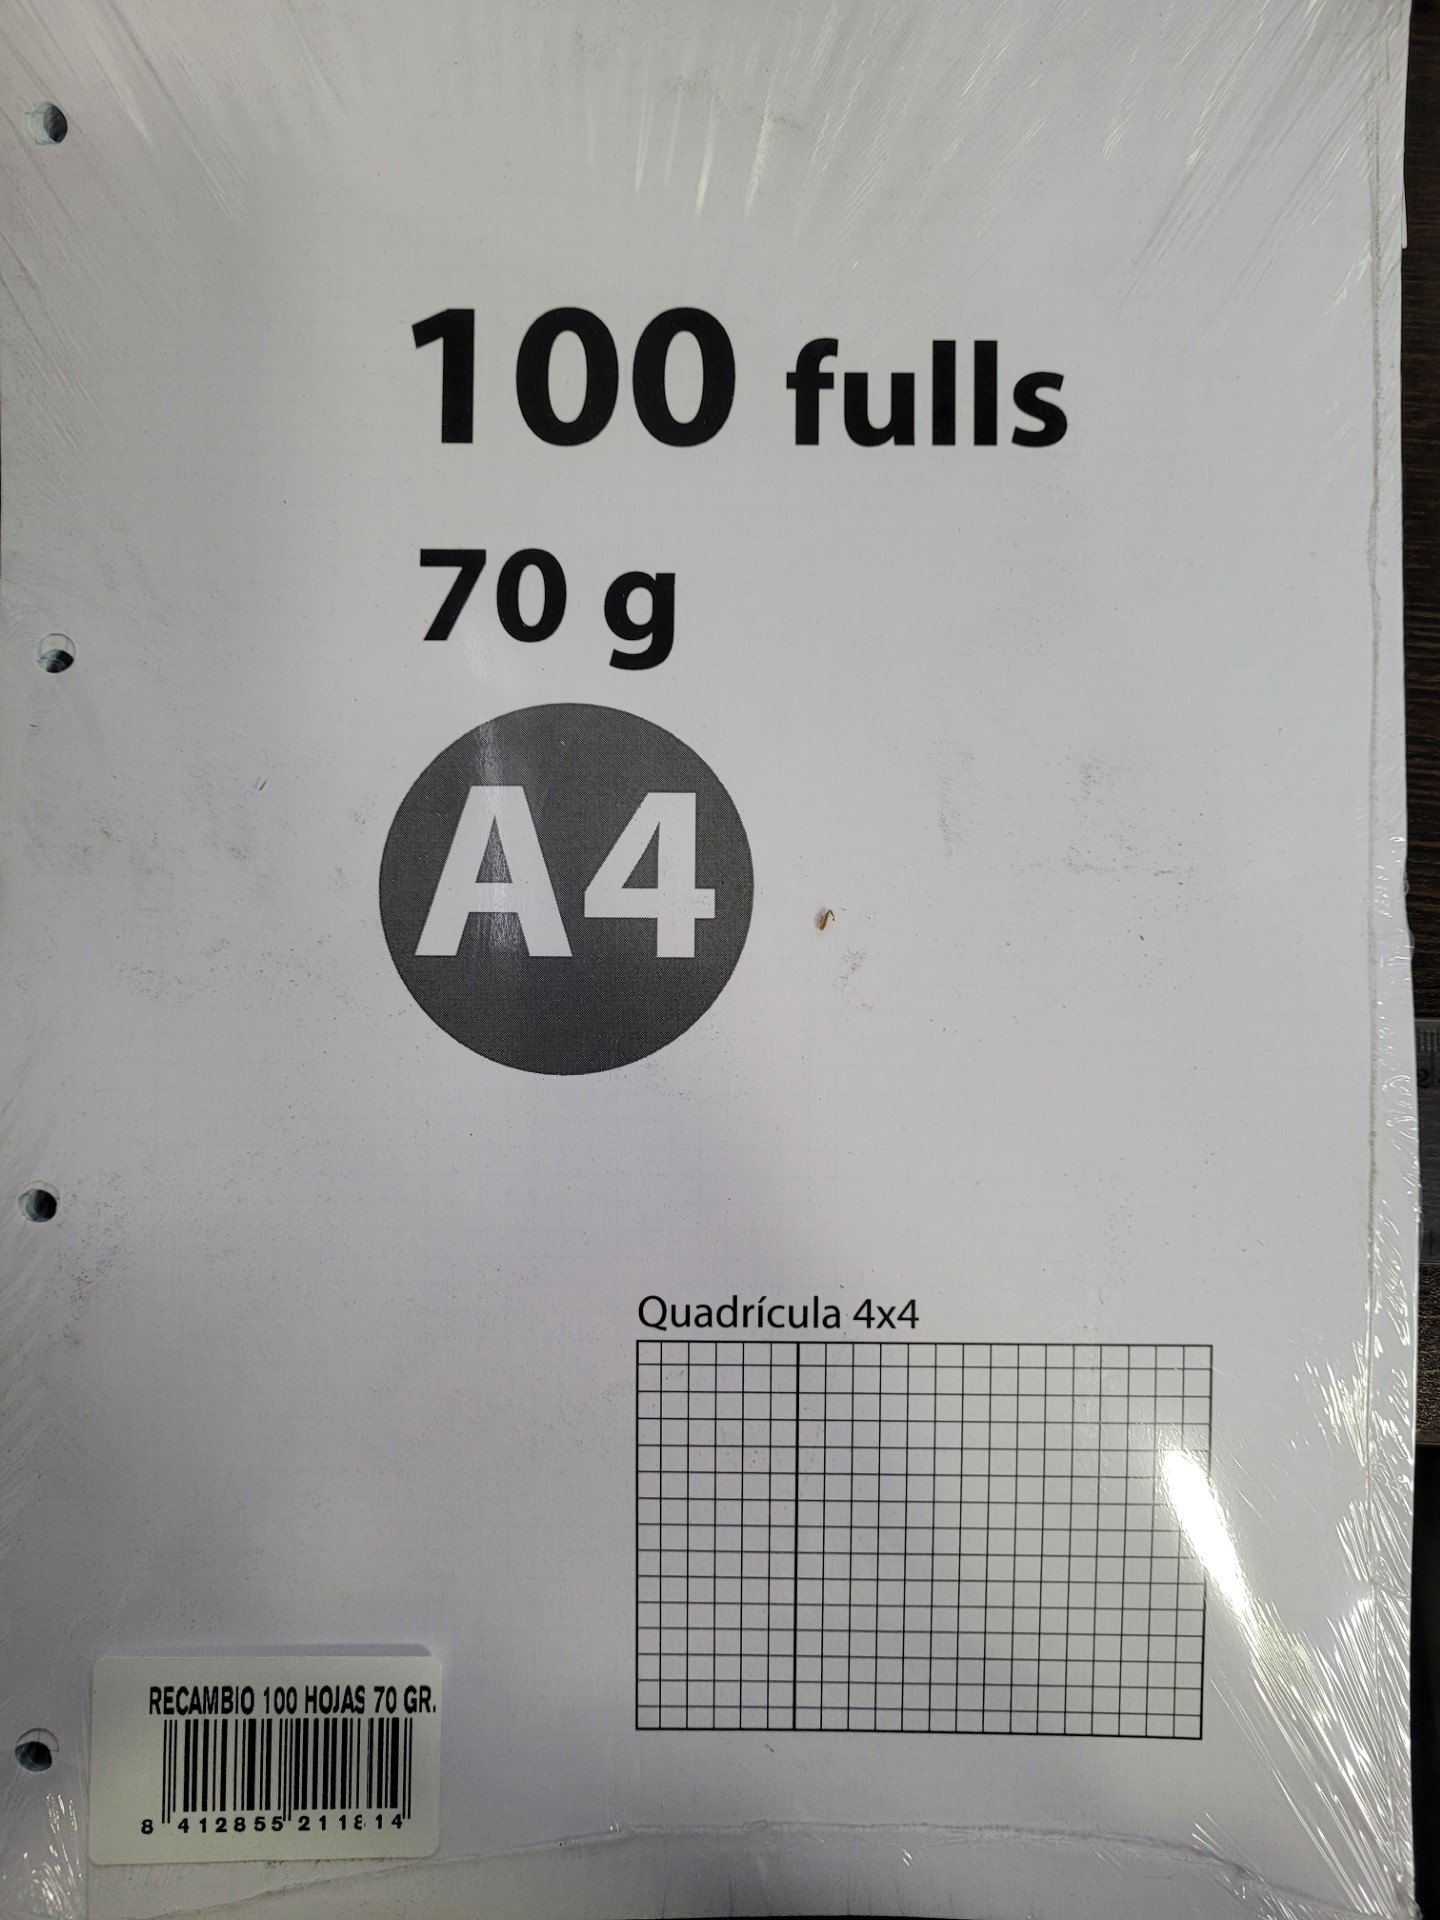 100 fulls
70 g
A4
Quadrícula 4x4
RECAMBIO 100 HOJAS 70 GR.
8 412855 211814